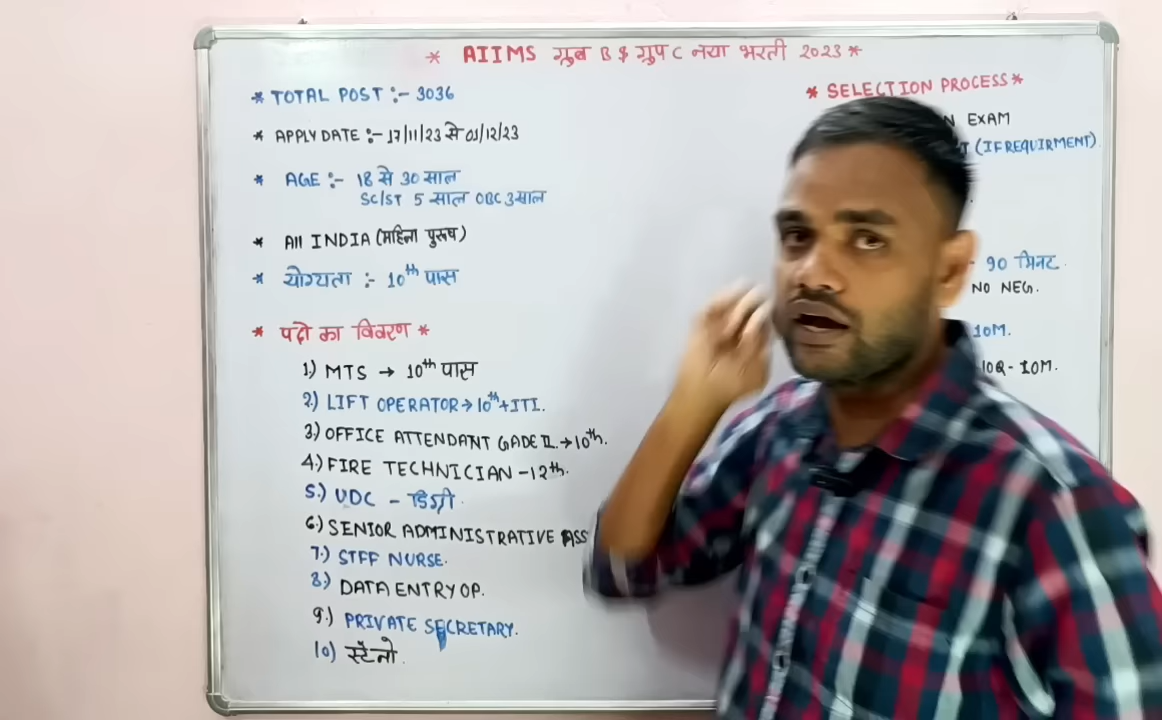 * AIIMS ग्रुब B $ ग्रुप C नया भरती 2023 *
* TOTAL POST :- 3036
* APPLY DATE :- 17/11/23 से 01/12/23
* AGE :- 18 से 30 साल
SC/ST 5 साल OBC 3 साल
* All INDIA (महिला पुरूष)
* योग्यता :- 10th पास
* पदो का विवरण *
1.) MTS → 10th पास
2.) LIFT OPERATOR → 10th + ITI.
3.) OFFICE ATTENDANT GADE II. → 10th.
4.) FIRE TECHNICIAN - 12th.
5.) UDC - डिग्री.
6.) SENIOR ADMINISTRATIVE ASS
7.) STFF NURSE.
8.) DATA ENTRY OP.
9.) PRIVATE SECRETARY.
10) स्टेनो.
* SELECTION PROCESS *
N EXAM
T (IF REQUIRMENT)
- 90 मिनट.
NO NEG.
10M.
10Q - 10M.